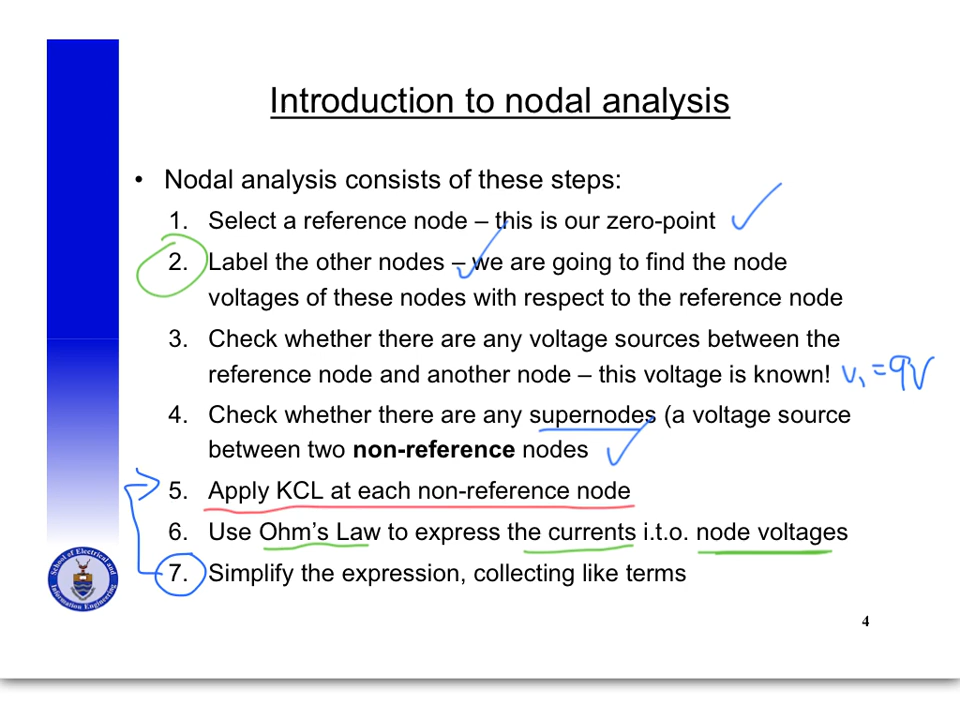 Introduction to nodal analysis
• Nodal analysis consists of these steps:
1. Select a reference node – this is our zero-point
2. Label the other nodes – we are going to find the node
voltages of these nodes with respect to the reference node
3. Check whether there are any voltage sources between the
reference node and another node – this voltage is known! v₁ = 9V
4. Check whether there are any supernodes (a voltage source
between two non-reference nodes
5. Apply KCL at each non-reference node
6. Use Ohm's Law to express the currents i.t.o. node voltages
7. Simplify the expression, collecting like terms
School of Electrical and
Information Engineering
4